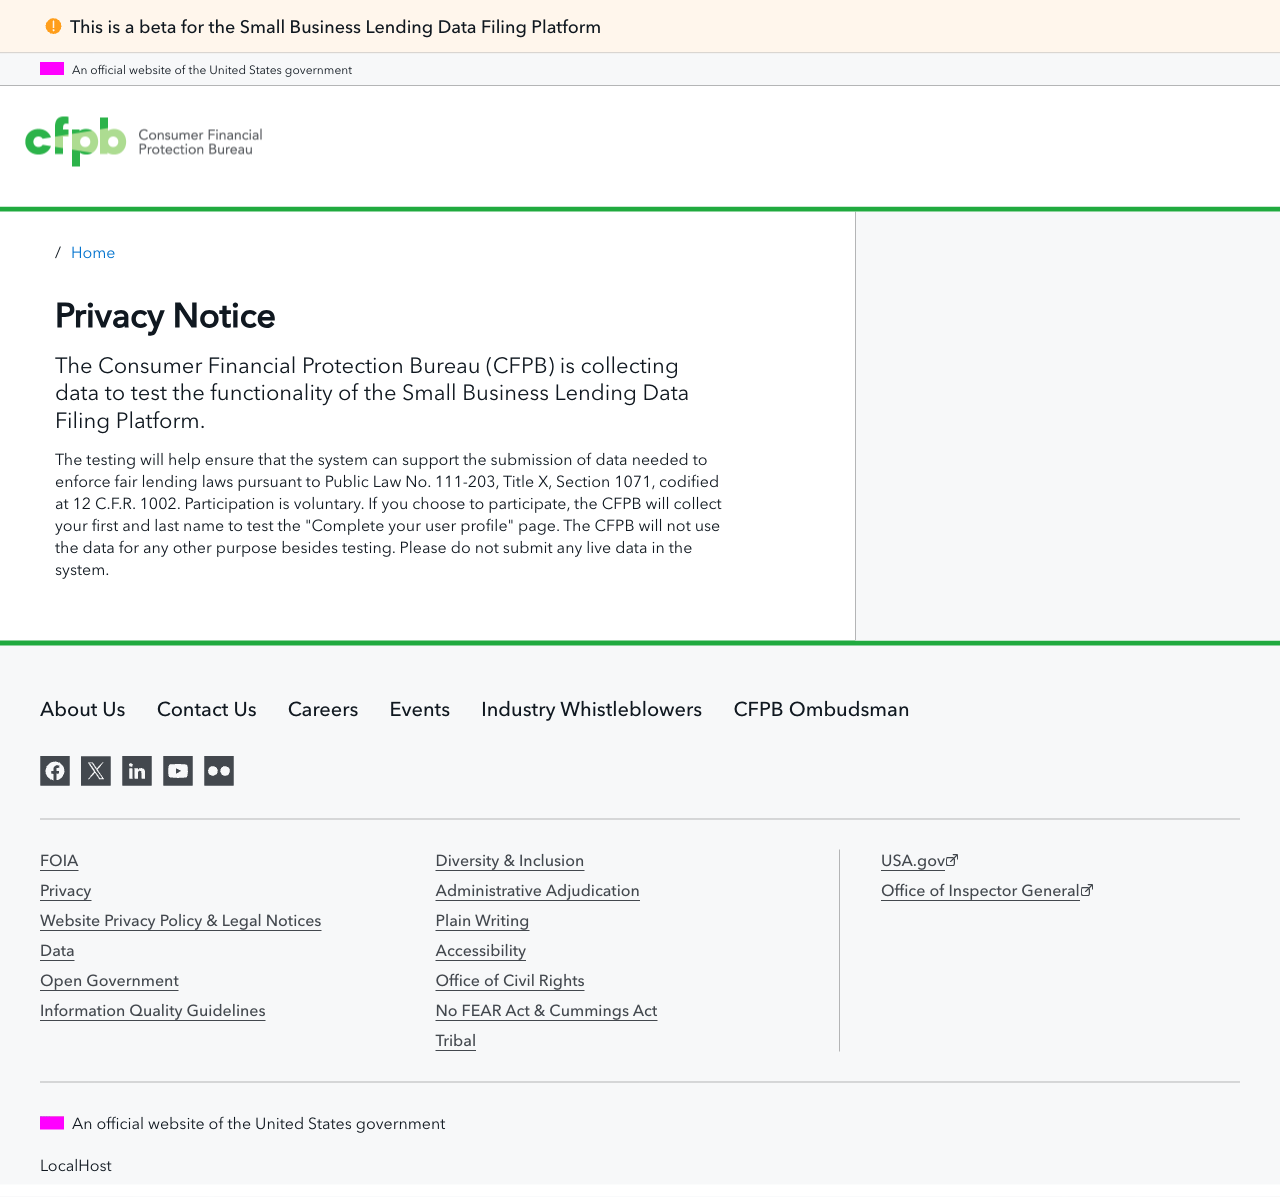 This is a beta for the Small Business Lending Data Filing Platform
An official website of the United States government
cfpb Consumer Financial
Protection Bureau
/ Home
Privacy Notice
The Consumer Financial Protection Bureau (CFPB) is collecting
data to test the functionality of the Small Business Lending Data
Filing Platform.
The testing will help ensure that the system can support the submission of data needed to
enforce fair lending laws pursuant to Public Law No. 111-203, Title X, Section 1071, codified
at 12 C.F.R. 1002. Participation is voluntary. If you choose to participate, the CFPB will collect
your first and last name to test the "Complete your user profile" page. The CFPB will not use
the data for any other purpose besides testing. Please do not submit any live data in the
system.
About Us Contact Us Careers Events Industry Whistleblowers CFPB Ombudsman
FOIA
Privacy
Website Privacy Policy & Legal Notices
Data
Open Government
Information Quality Guidelines
Diversity & Inclusion
Administrative Adjudication
Plain Writing
Accessibility
Office of Civil Rights
No FEAR Act & Cummings Act
Tribal
USA.gov
Office of Inspector General
An official website of the United States government
LocalHost